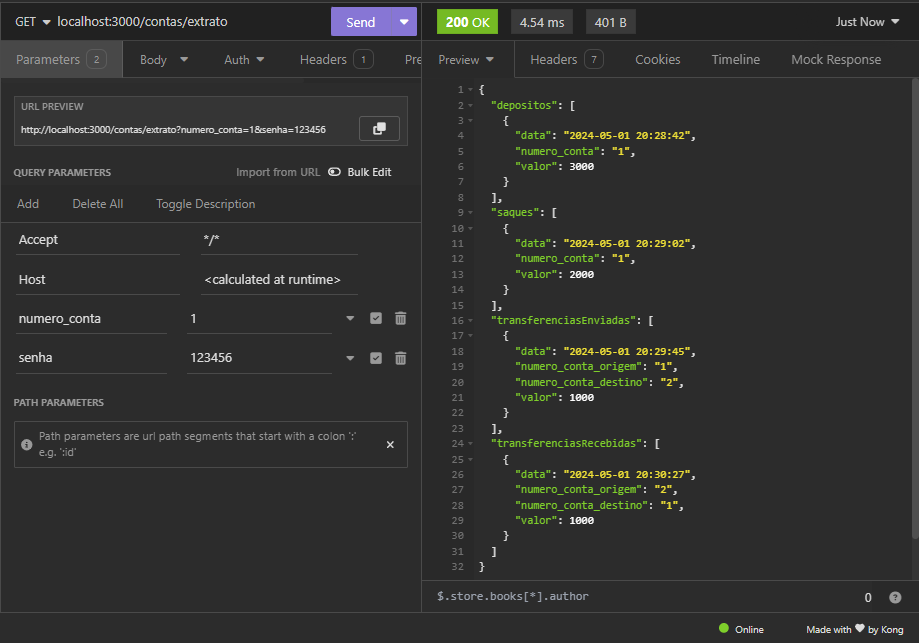 GET localhost:3000/contas/extrato Send
200 OK 4.54 ms 401 B Just Now
Parameters 2 Body Auth Headers 1 Pre
Preview Headers 7 Cookies Timeline Mock Response
URL PREVIEW
http://localhost:3000/contas/extrato?numero_conta=1&senha=123456
QUERY PARAMETERS Import from URL Bulk Edit
Add Delete All Toggle Description
Accept */*
Host <calculated at runtime>
numero_conta 1
senha 123456
PATH PARAMETERS
Path parameters are url path segments that start with a colon ':'
e.g. ':id'
1 {
2 "depositos": [
3 {
4 "data": "2024-05-01 20:28:42",
5 "numero_conta": "1",
6 "valor": 3000
7 }
8 ],
9 "saques": [
10 {
11 "data": "2024-05-01 20:29:02",
12 "numero_conta": "1",
13 "valor": 2000
14 }
15 ],
16 "transferenciasEnviadas": [
17 {
18 "data": "2024-05-01 20:29:45",
19 "numero_conta_origem": "1",
20 "numero_conta_destino": "2",
21 "valor": 1000
22 }
23 ],
24 "transferenciasRecebidas": [
25 {
26 "data": "2024-05-01 20:30:27",
27 "numero_conta_origem": "2",
28 "numero_conta_destino": "1",
29 "valor": 1000
30 }
31 ]
32 }
$.store.books[*].author 0
Online Made with ♥ by Kong